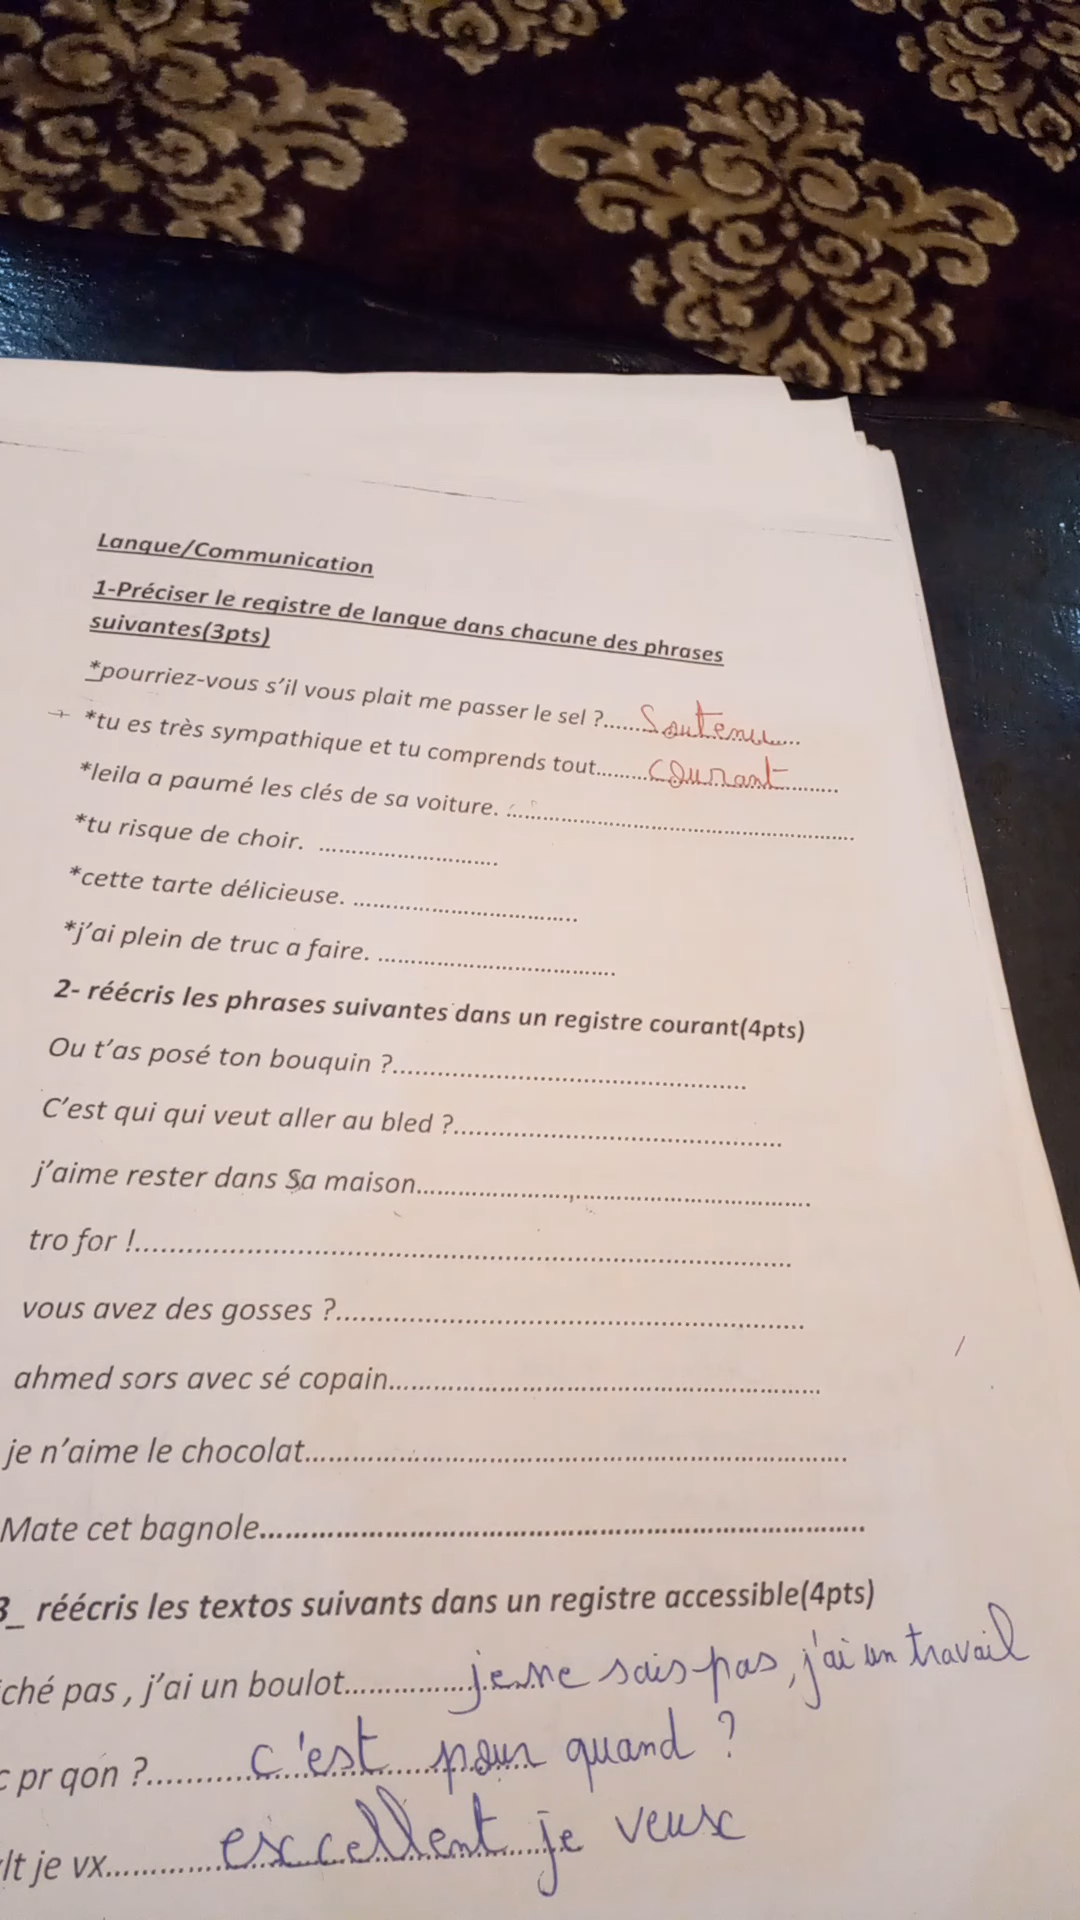 Langue/Communication
1-Préciser le registre de langue dans chacune des phrases
suivantes(3pts)
*pourriez-vous s'il vous plait me passer le sel ?....... Soutenu
*tu es très sympathique et tu comprends tout......... courant
*leila a paumé les clés de sa voiture. ..........
*tu risque de choir. ..........
*cette tarte délicieuse. ..........
*j'ai plein de truc a faire. ..........
2- réécris les phrases suivantes dans un registre courant(4pts)
Ou t'as posé ton bouquin ?..........
C'est qui qui veut aller au bled ?..........
j'aime rester dans Sa maison..........
tro for !..........
vous avez des gosses ?..........
ahmed sors avec sé copain..........
je n'aime le chocolat..........
Mate cet bagnole..........
3_ réécris les textos suivants dans un registre accessible(4pts)
ché pas , j'ai un boulot.......... je ne sais pas, j'ai un travail
c pr qon ?.......... c'est pour quand ?
lt je vx.......... excellent je veux